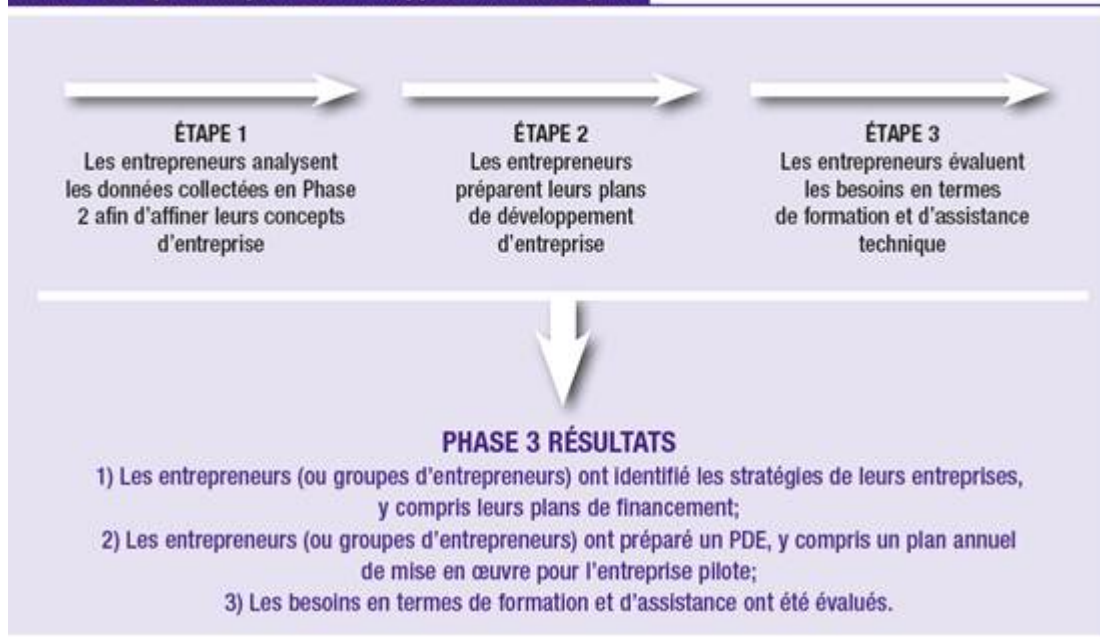 ÉTAPE 1
Les entrepreneurs analysent
les données collectées en Phase
2 afin d'affiner leurs concepts
d'entreprise
ÉTAPE 2
Les entrepreneurs
préparent leurs plans
de développement
d'entreprise
ÉTAPE 3
Les entrepreneurs évaluent
les besoins en termes
de formation et d'assistance
technique
PHASE 3 RÉSULTATS
1) Les entrepreneurs (ou groupes d'entrepreneurs) ont identifié les stratégies de leurs entreprises,
y compris leurs plans de financement;
2) Les entrepreneurs (ou groupes d'entrepreneurs) ont préparé un PDE, y compris un plan annuel
de mise en œuvre pour l'entreprise pilote;
3) Les besoins en termes de formation et d'assistance ont été évalués.